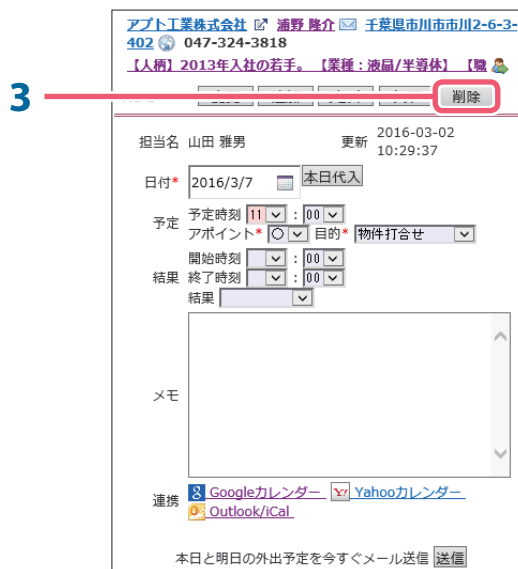 アプト工業株式会社 浦野 隆介 千葉県市川市市川2-6-3-
402 047-324-3818
【人柄】2013年入社の若手。 【業種：液晶/半導体】 【職
3
削除
担当名 山田 雅男 更新 2016-03-02
10:29:37
日付* 2016/3/7 本日代入
予定 予定時刻 11 : 00
アポイント* ○ 目的* 物件打合せ
開始時刻 : 00
結果 終了時刻 : 00
結果
メモ
連携 Googleカレンダー Yahooカレンダー
Outlook/iCal
本日と明日の外出予定を今すぐメール送信 送信